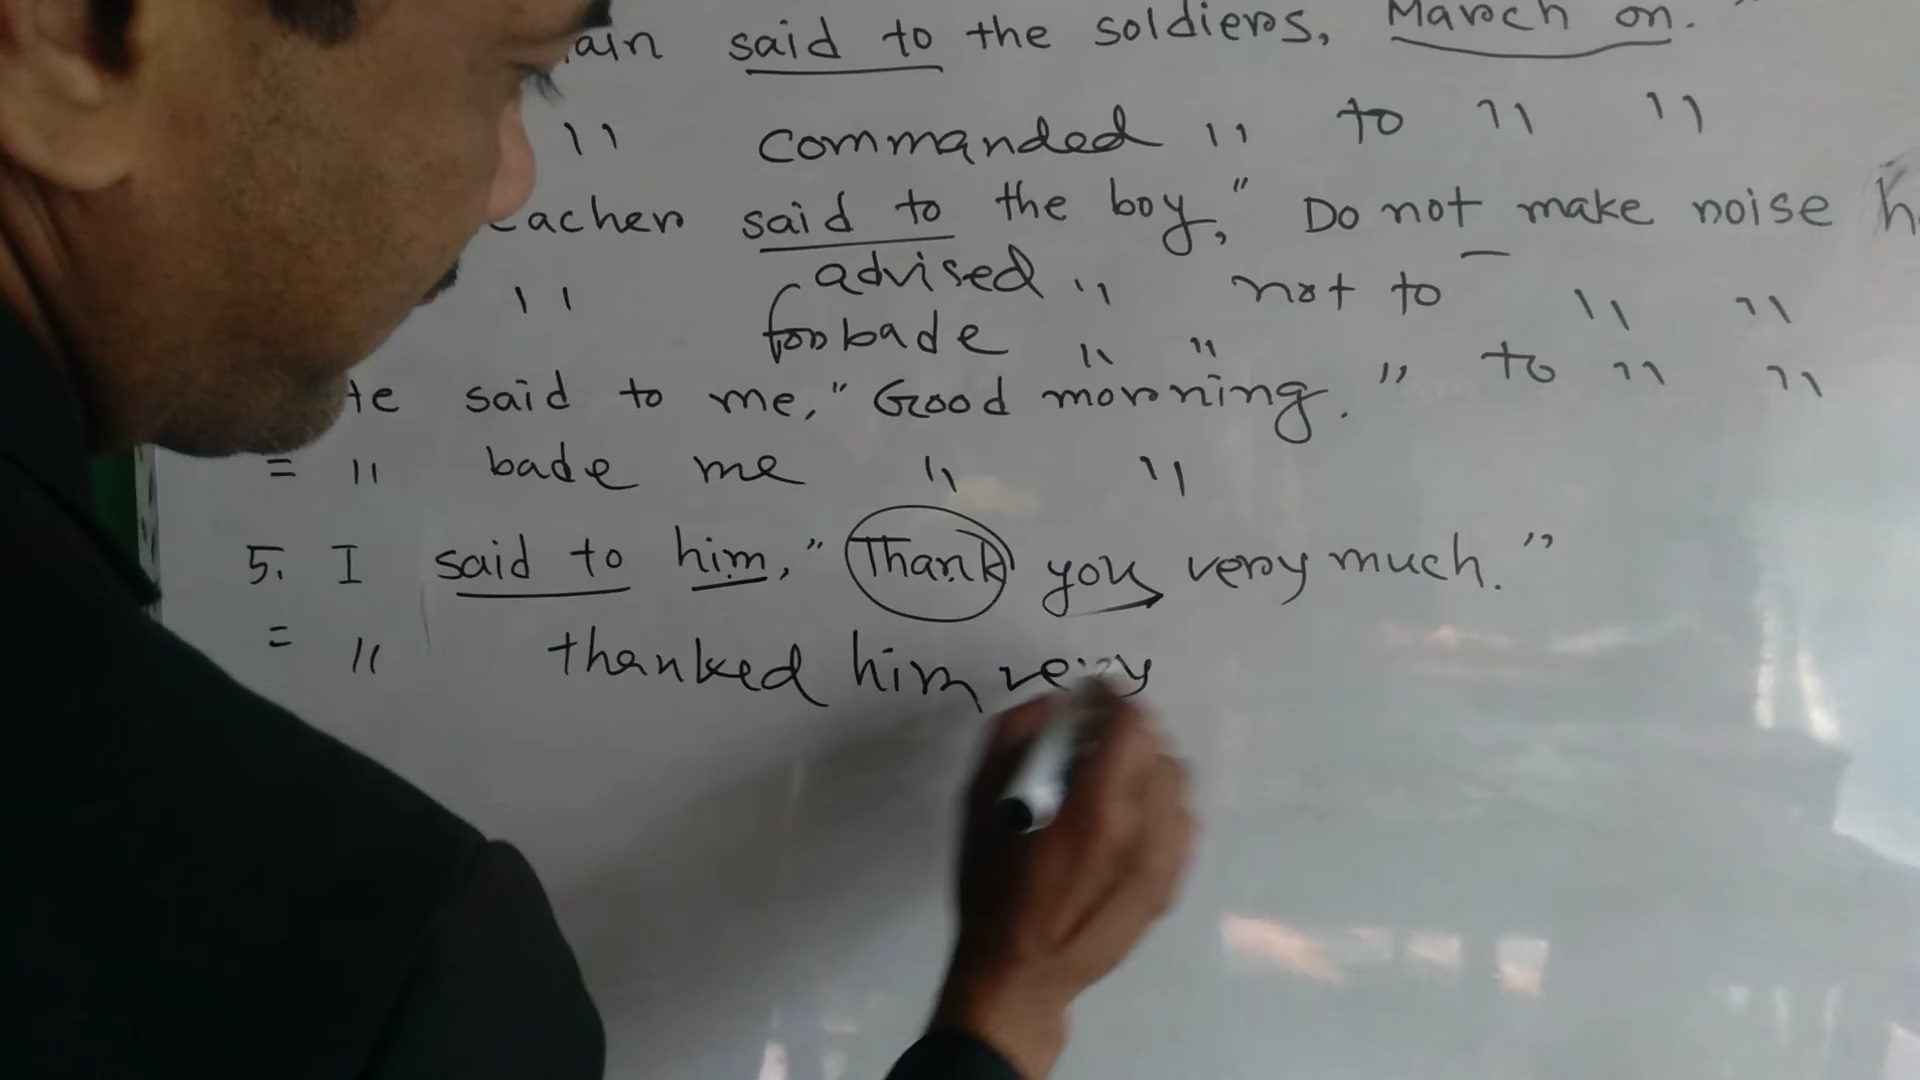 ain said to the soldiers, March on."
" commanded " to " "
eacher said to the boy, " Do not make noise h
" advised " not to " "
forbade " " to " "
He said to me, " Good morning. "
= " bade me " "
5. I said to him, " Thank you very much. "
= " thanked him very